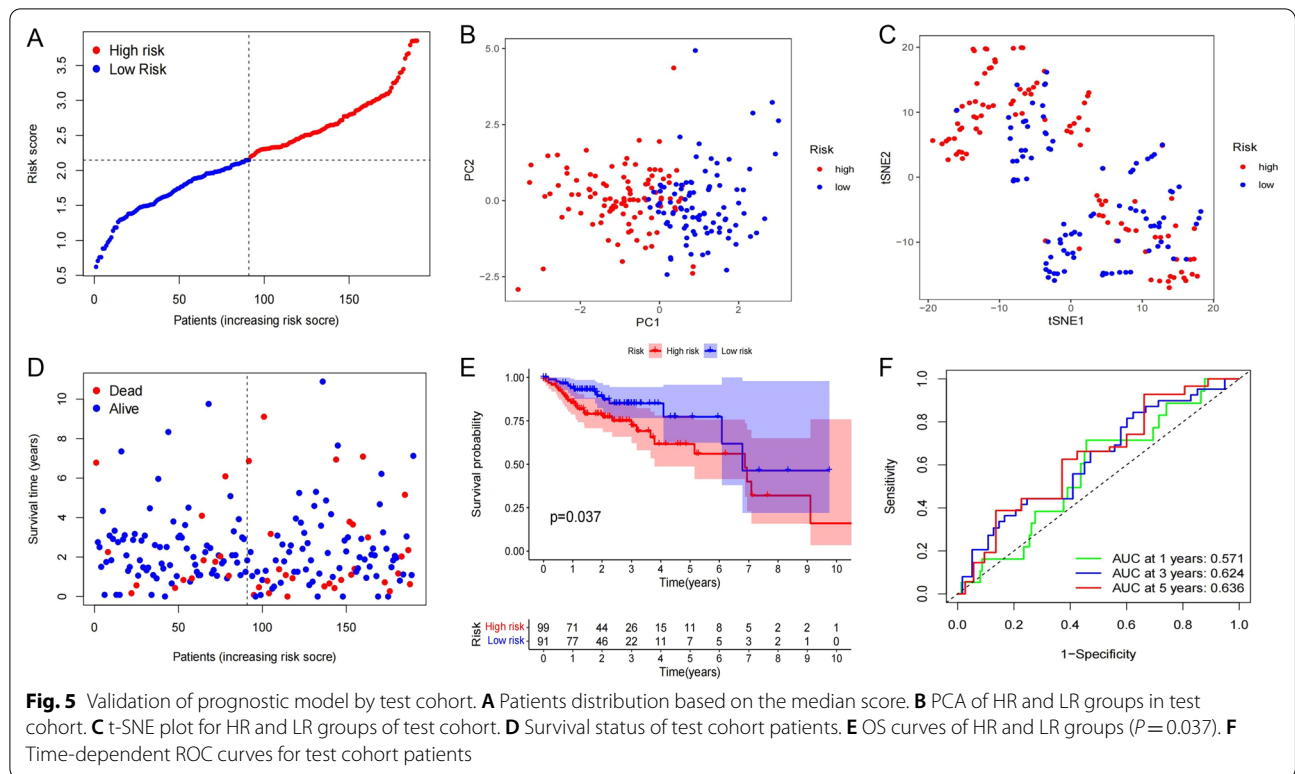 A
High risk
Low Risk
3.5
3.0
2.5
2.0
1.5
1.0
0.5
Risk score
0
50
100
150
Patients (increasing risk socre)
B
5.0
2.5
0.0
−2.5
PC2
−2
0
2
PC1
Risk
high
low
C
20
10
0
−10
tSNE2
−20
−10
0
10
20
tSNE1
Risk
high
low
D
Dead
Alive
10
8
6
4
2
0
Survival time (years)
0
50
100
150
Patients (increasing risk socre)
E
Risk High risk Low risk
1.00
0.75
0.50
0.25
0.00
Survival probability
p=0.037
0 1 2 3 4 5 6 7 8 9 10
Time(years)
Risk
High risk 99 71 44 26 15 11 8 5 2 2 1
Low risk 91 77 46 22 11 7 5 3 2 1 0
0 1 2 3 4 5 6 7 8 9 10
Time(years)
F
1.0
0.8
0.6
0.4
0.2
0.0
Sensitivity
AUC at 1 years: 0.571
AUC at 3 years: 0.624
AUC at 5 years: 0.636
0.0 0.2 0.4 0.6 0.8 1.0
1−Specificity
Fig. 5 Validation of prognostic model by test cohort. A Patients distribution based on the median score. B PCA of HR and LR groups in test
cohort. C t-SNE plot for HR and LR groups of test cohort. D Survival status of test cohort patients. E OS curves of HR and LR groups (P = 0.037). F
Time-dependent ROC curves for test cohort patients